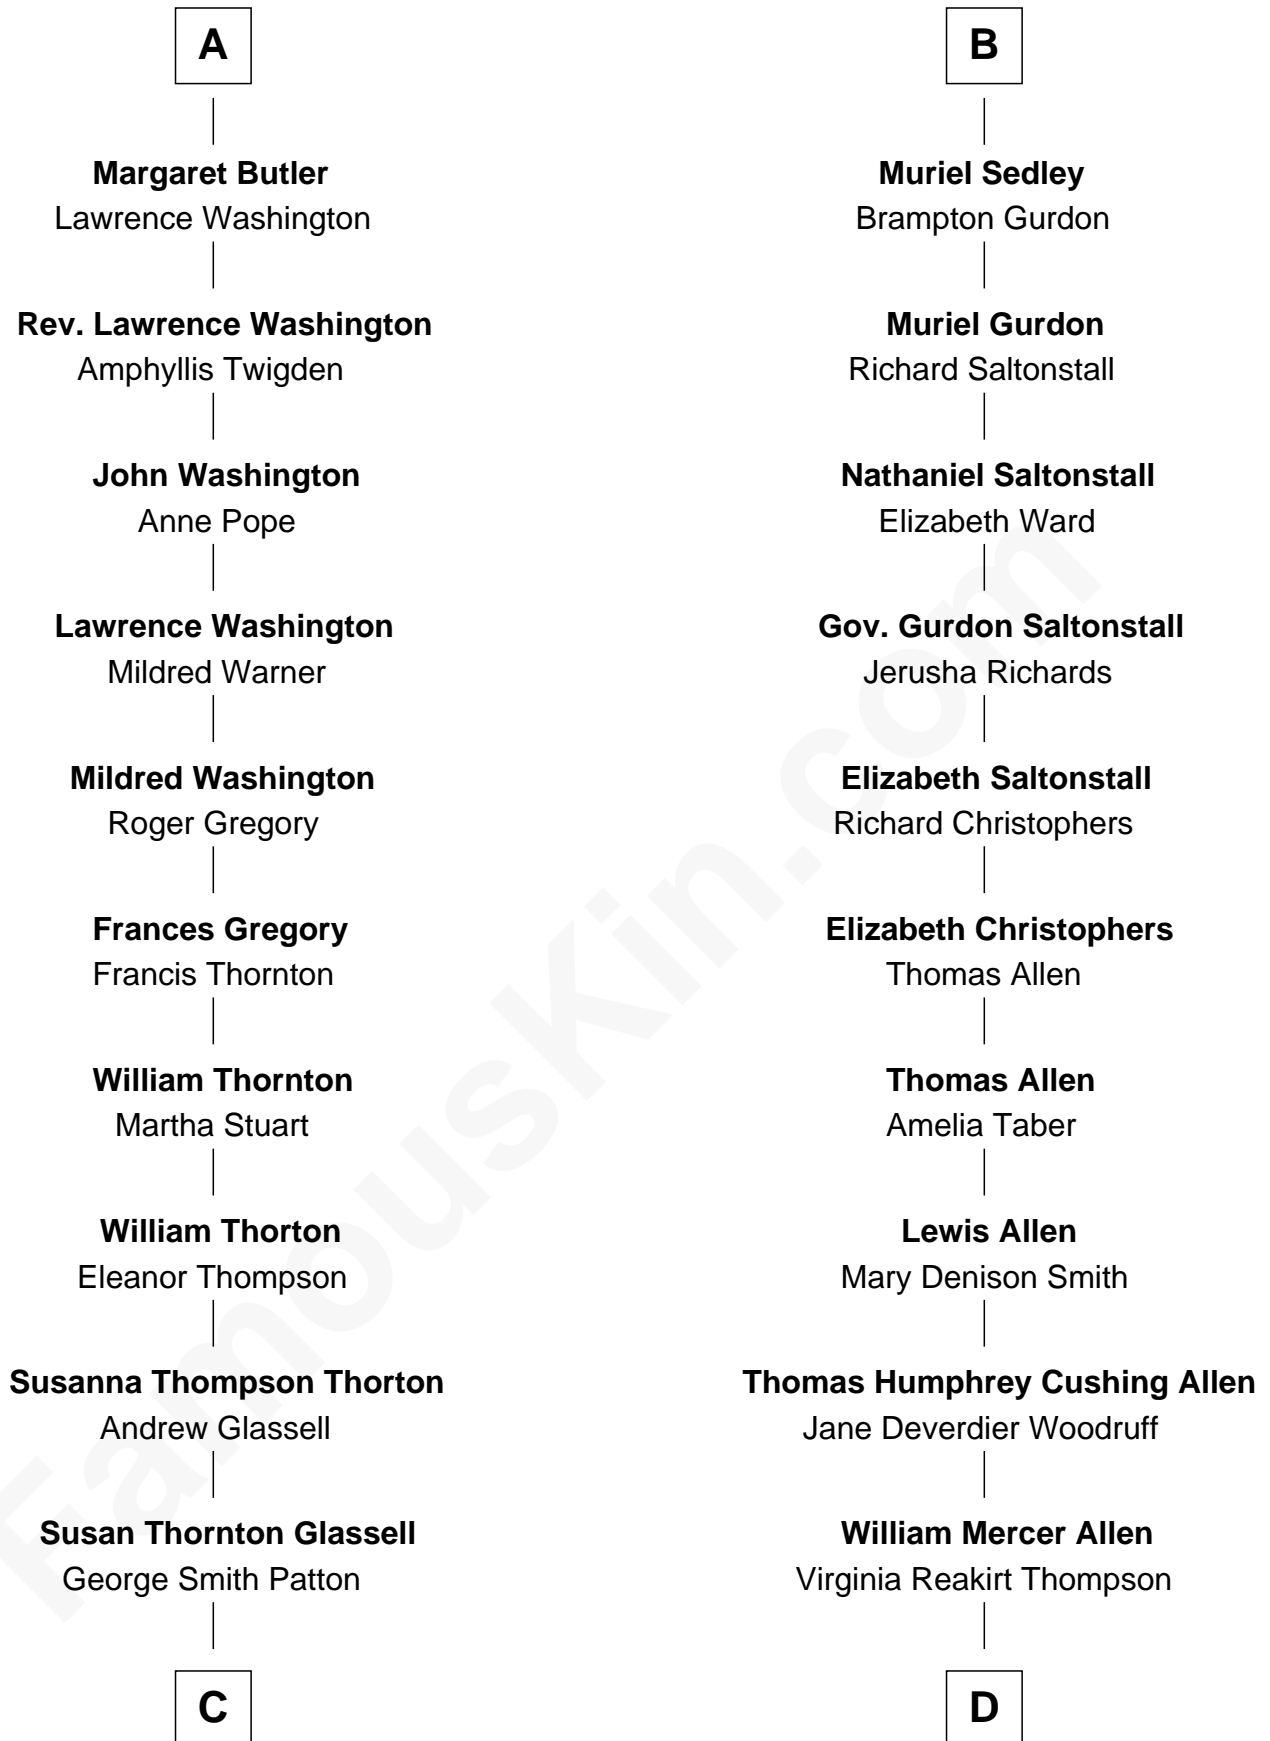 A
Margaret Butler
Lawrence Washington
Rev. Lawrence Washington
Amphyllis Twigden
John Washington
Anne Pope
Lawrence Washington
Mildred Warner
Mildred Washington
Roger Gregory
Frances Gregory
Francis Thornton
William Thornton
Martha Stuart
William Thorton
Eleanor Thompson
Susanna Thompson Thorton
Andrew Glassell
Susan Thornton Glassell
George Smith Patton
C
B
Muriel Sedley
Brampton Gurdon
Muriel Gurdon
Richard Saltonstall
Nathaniel Saltonstall
Elizabeth Ward
Gov. Gurdon Saltonstall
Jerusha Richards
Elizabeth Saltonstall
Richard Christophers
Elizabeth Christophers
Thomas Allen
Thomas Allen
Amelia Taber
Lewis Allen
Mary Denison Smith
Thomas Humphrey Cushing Allen
Jane Deverdier Woodruff
William Mercer Allen
Virginia Reakirt Thompson
D
FamousKin.com